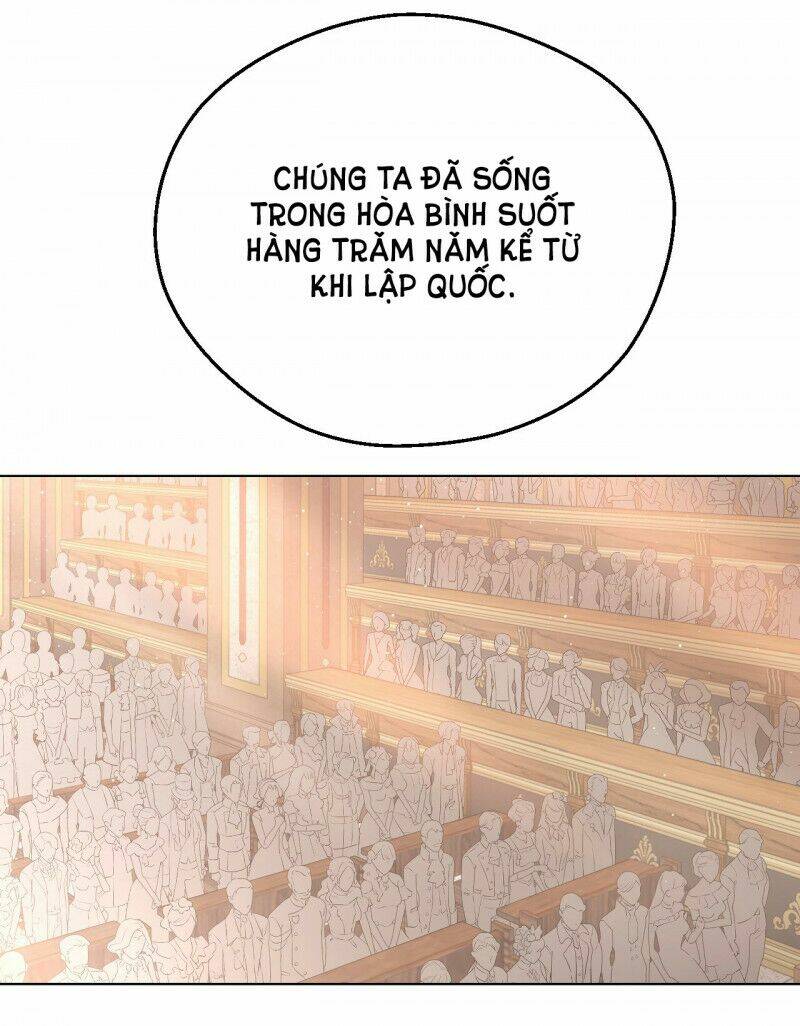 CHÚNG TA ĐÃ SỐNG
TRONG HÒA BÌNH SUỐT
HÀNG TRĂM NĂM KỂ TỪ
KHI LẬP QUỐC.